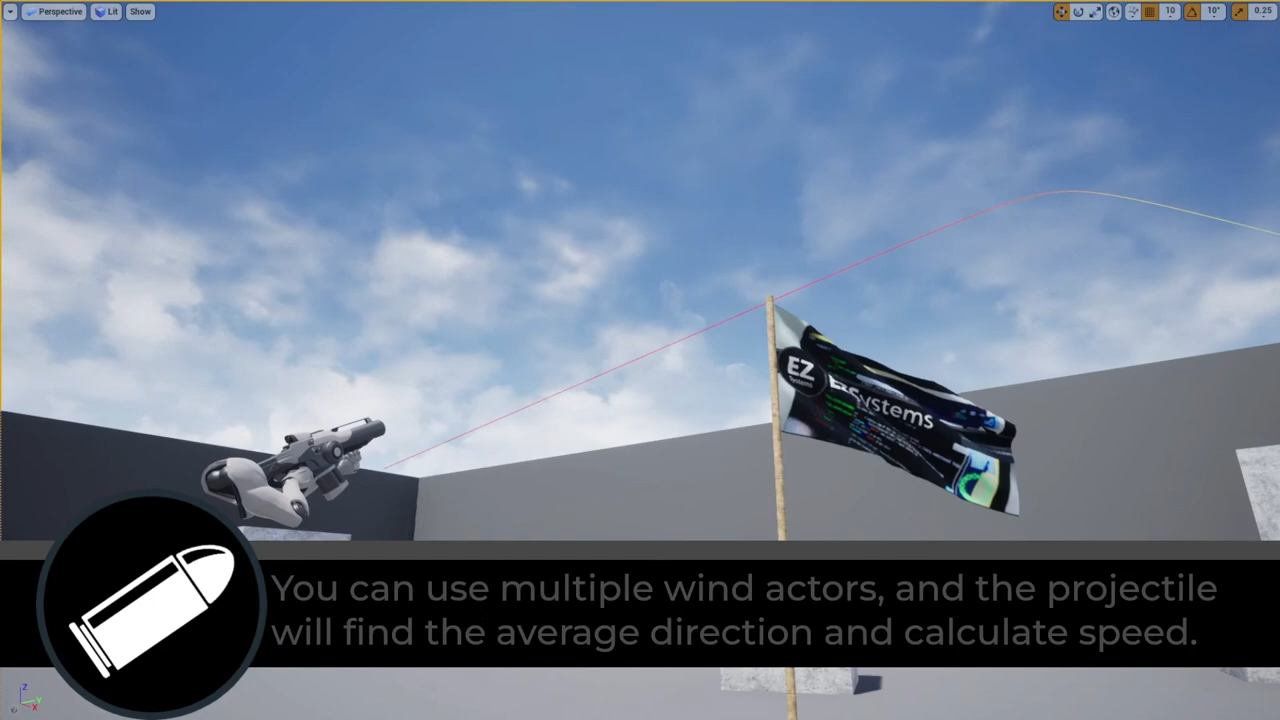 Perspective Lit Show 10 10° 0.25
EZ
systems
EZSystems
You can use multiple wind actors, and the projectile
will find the average direction and calculate speed.
Z
Y
X